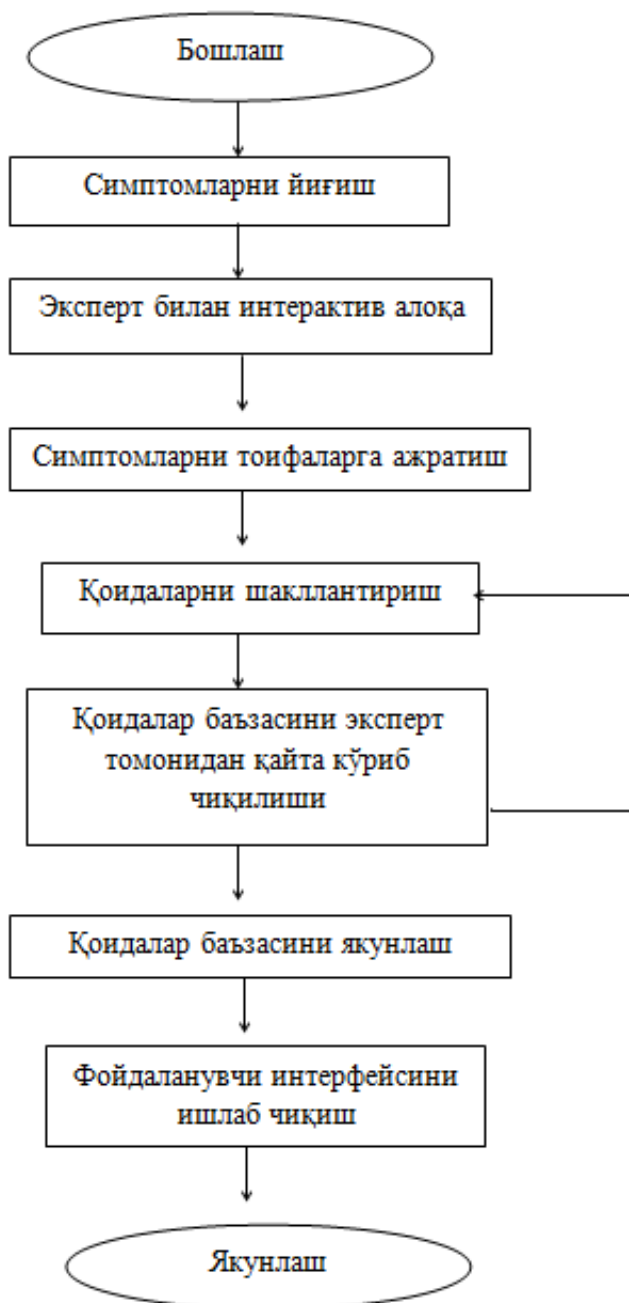 Бошлаш
Симптомларни йиғиш
Эксперт билан интерактив алоқа
Симптомларни тоифаларга ажратиш
Қоидаларни шакллантириш
Қоидалар баъзасини эксперт
томонидан қайта кўриб
чиқилиши
Қоидалар баъзасини якунлаш
Фойдаланувчи интерфейсини
ишлаб чиқиш
Якунлаш